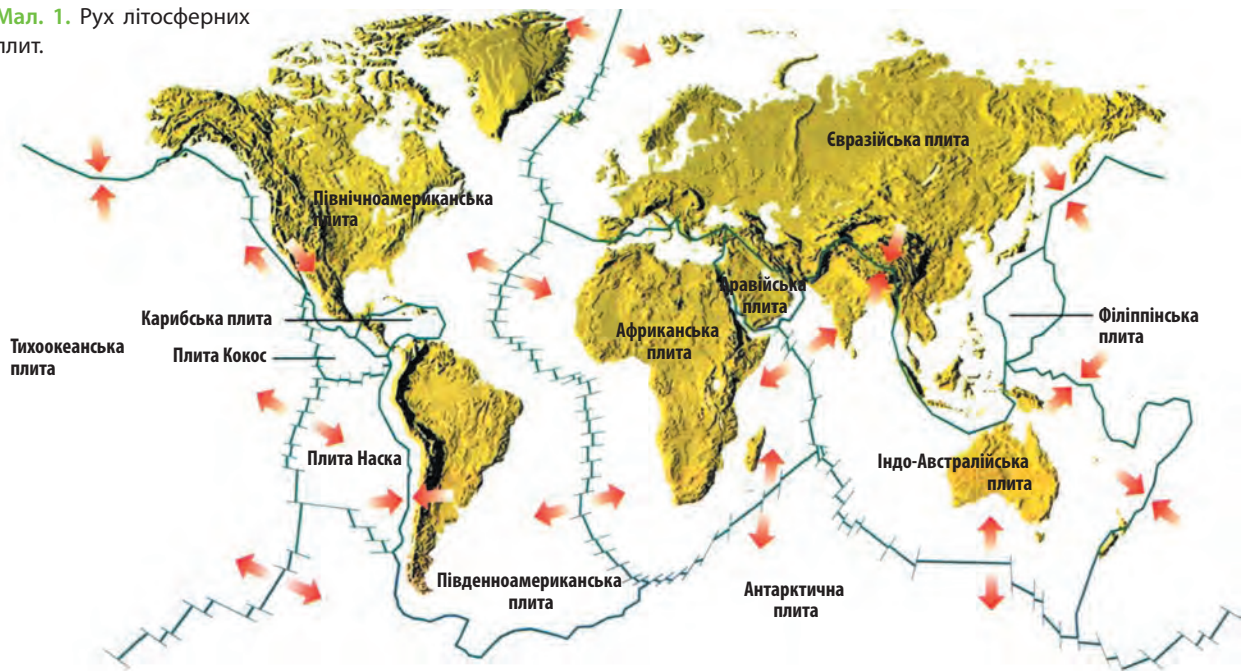 Мал. 1. Рух літосферних
плит.
Євразійська плита
Північноамериканська
плита
Аравійська
плита
Карибська плита
Африканська
плита
Філіппінська
плита
Тихоокеанська
плита
Плита Кокос
Плита Наска
Індо-Австралійська
плита
Південноамериканська
плита
Антарктична
плита